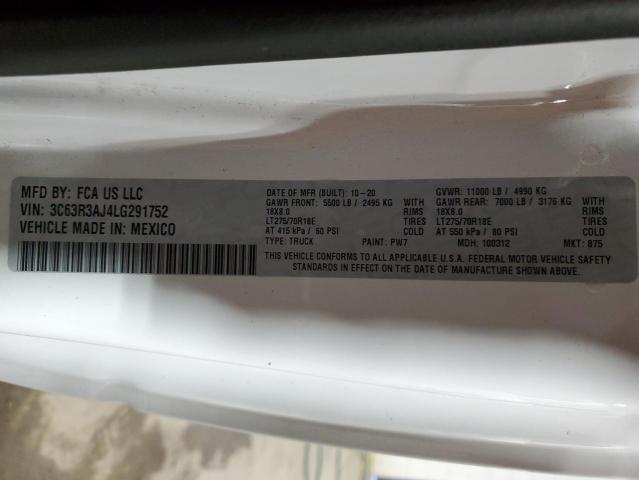 MFD BY: FCA US LLC
VIN: 3C63R3AJ4LG291752
VEHICLE MADE IN: MEXICO
DATE OF MFR (BUILT): 10-20 GVWR: 11000 LB / 4990 KG
GAWR FRONT: 5500 LB / 2495 KG WITH GAWR REAR: 7000 LB / 3176 KG WITH
18X8.0 RIMS 18X8.0 RIMS
LT275/70R18E TIRES LT275/70R18E TIRES
AT 415 kPa / 60 PSI COLD AT 550 kPa / 80 PSI COLD
TYPE: TRUCK PAINT: PW7 MDH: 100312 MKT: 875
THIS VEHICLE CONFORMS TO ALL APPLICABLE U.S.A. FEDERAL MOTOR VEHICLE SAFETY
STANDARDS IN EFFECT ON THE DATE OF MANUFACTURE SHOWN ABOVE.